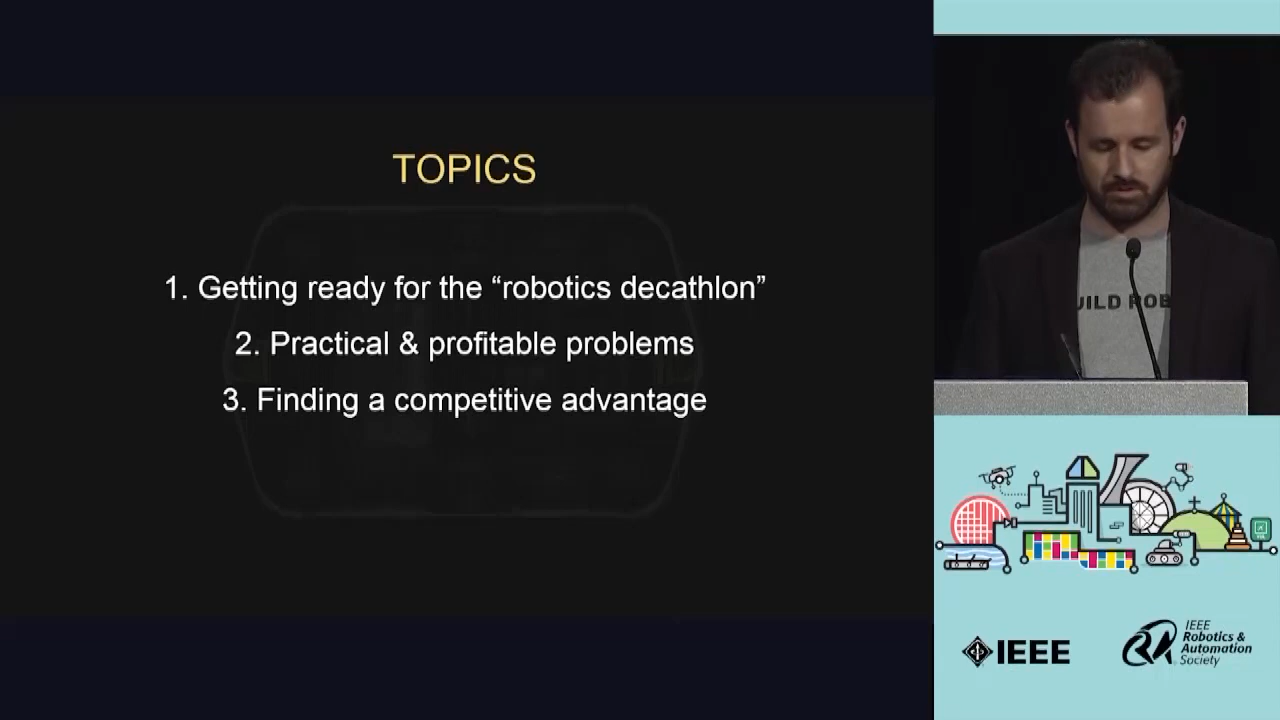 TOPICS
1. Getting ready for the “robotics decathlon”
2. Practical & profitable problems
3. Finding a competitive advantage
UILD ROB
IEEE
IEEE
Robotics &
Automation
Society